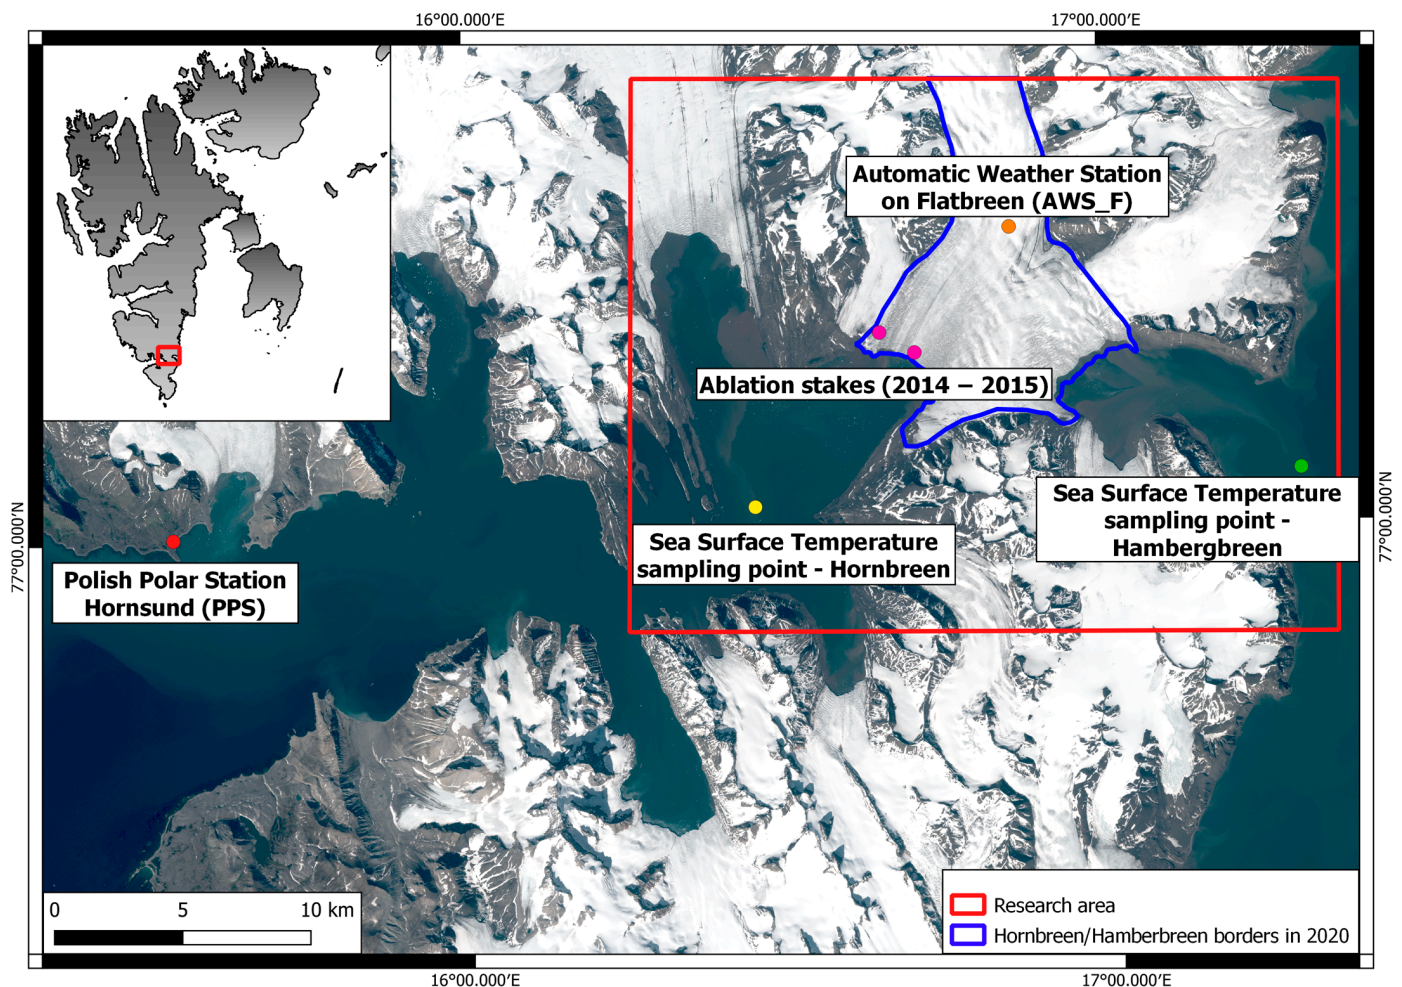 16°00.000′E
17°00.000′E
Automatic Weather Station
on Flatbreen (AWS_F)
Ablation stakes (2014 − 2015)
Sea Surface Temperature
sampling point -
Hambergbreen
Sea Surface Temperature
sampling point - Hornbreen
Polish Polar Station
Hornsund (PPS)
77°00.000′N
77°00.000′N
0 5 10 km
Research area
Hornbreen/Hamberbreen borders in 2020
16°00.000′E
17°00.000′E